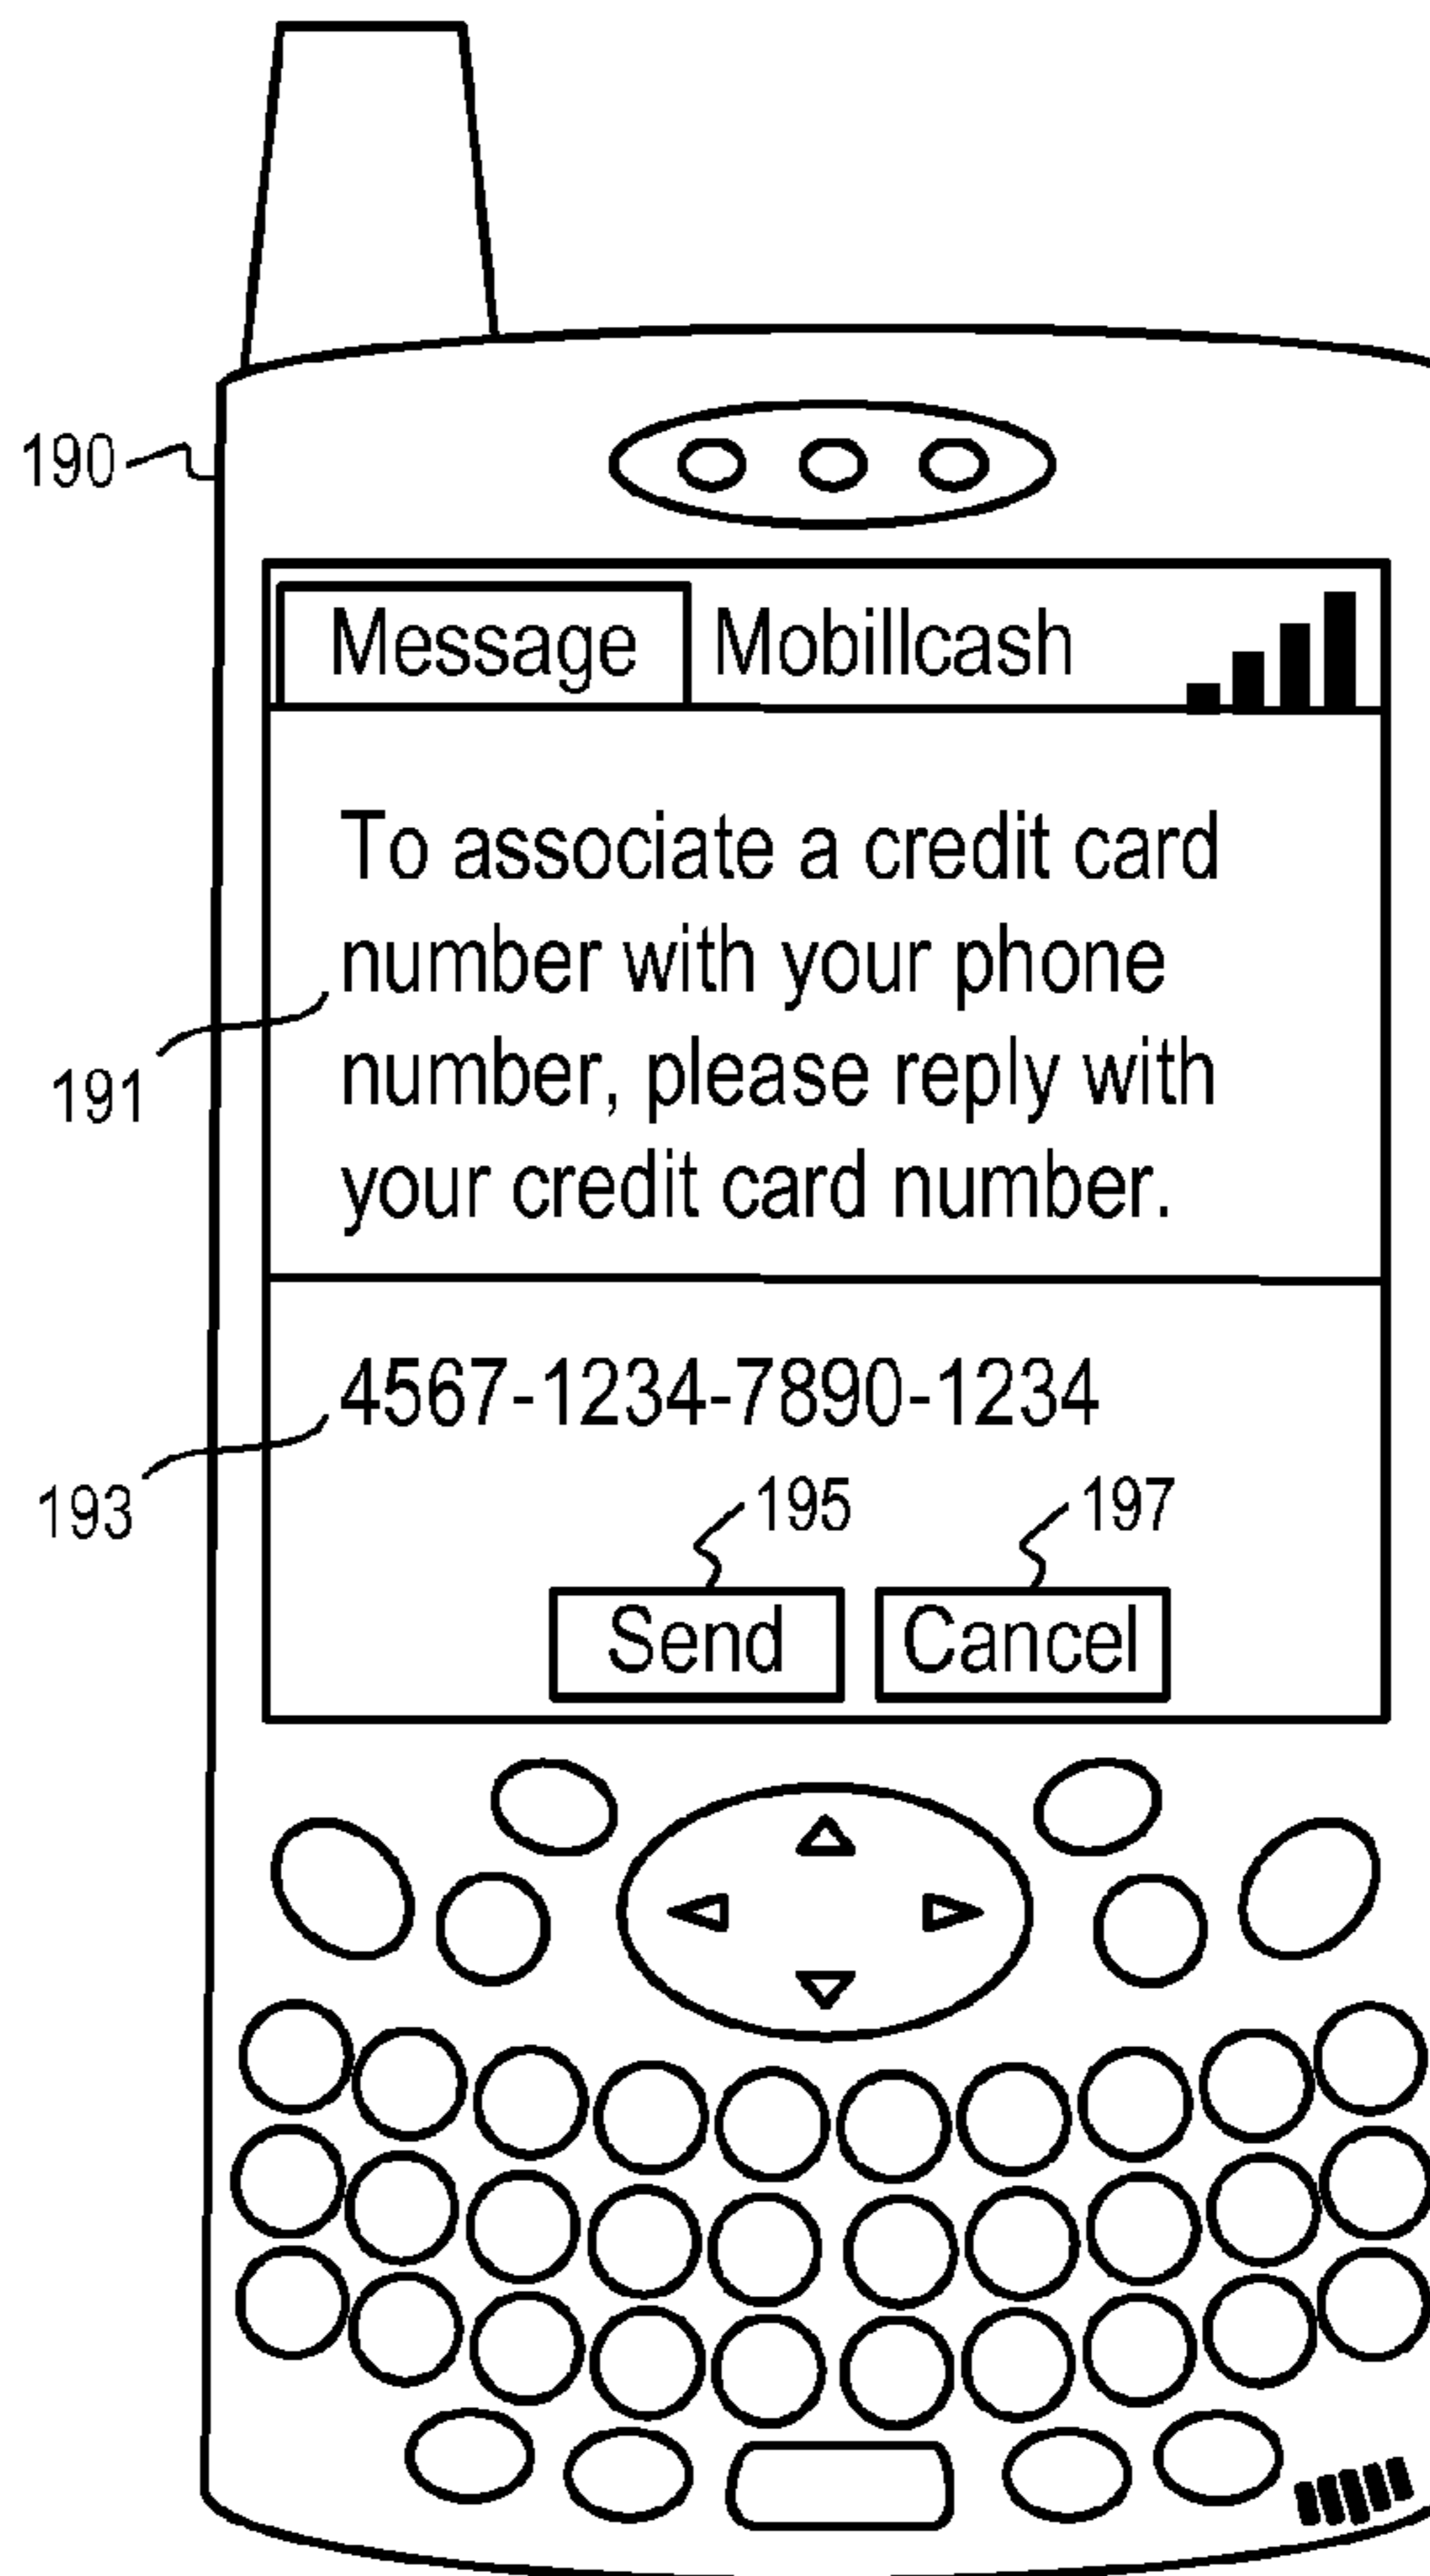 190
Message Mobillcash
To associate a credit card
number with your phone
191
number, please reply with
your credit card number.
4567-1234-7890-1234
193
195 197
Send Cancel